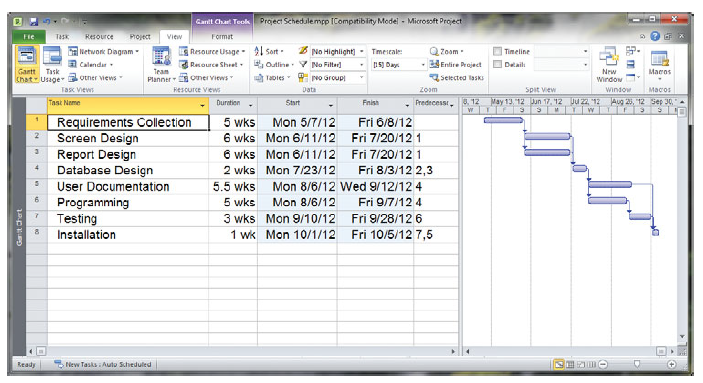 Gantt Chart Tools Project Schedule.mpp [Compatibility Mode] - Microsoft Project
File Task Resource Project View Format
Gantt Chart Task Usage Network Diagram Calendar Other Views Task Views
Team Planner Resource Usage Resource Sheet Other Views Resource Views
Sort Outline Tables [No Highlight] [No Filter] [No Group] Data
Timescale: [15] Days Zoom Entire Project Selected Tasks Zoom
Timeline Details Split View
New Window Window
Macros Macros
Task Name Duration Start Finish Predecessors 8, '12 May 13, '12 Jun 17, '12 Jul 22, '12 Aug 26, '12 Sep 30, '
W T F S S M T W T F S
1 Requirements Collection 5 wks Mon 5/7/12 Fri 6/8/12
2 Screen Design 6 wks Mon 6/11/12 Fri 7/20/12 1
3 Report Design 6 wks Mon 6/11/12 Fri 7/20/12 1
4 Database Design 2 wks Mon 7/23/12 Fri 8/3/12 2,3
5 User Documentation 5.5 wks Mon 8/6/12 Wed 9/12/12 4
6 Programming 5 wks Mon 8/6/12 Fri 9/7/12 4
7 Testing 3 wks Mon 9/10/12 Fri 9/28/12 6
8 Installation 1 wk Mon 10/1/12 Fri 10/5/12 7,5
Gantt Chart
Ready New Tasks : Auto Scheduled